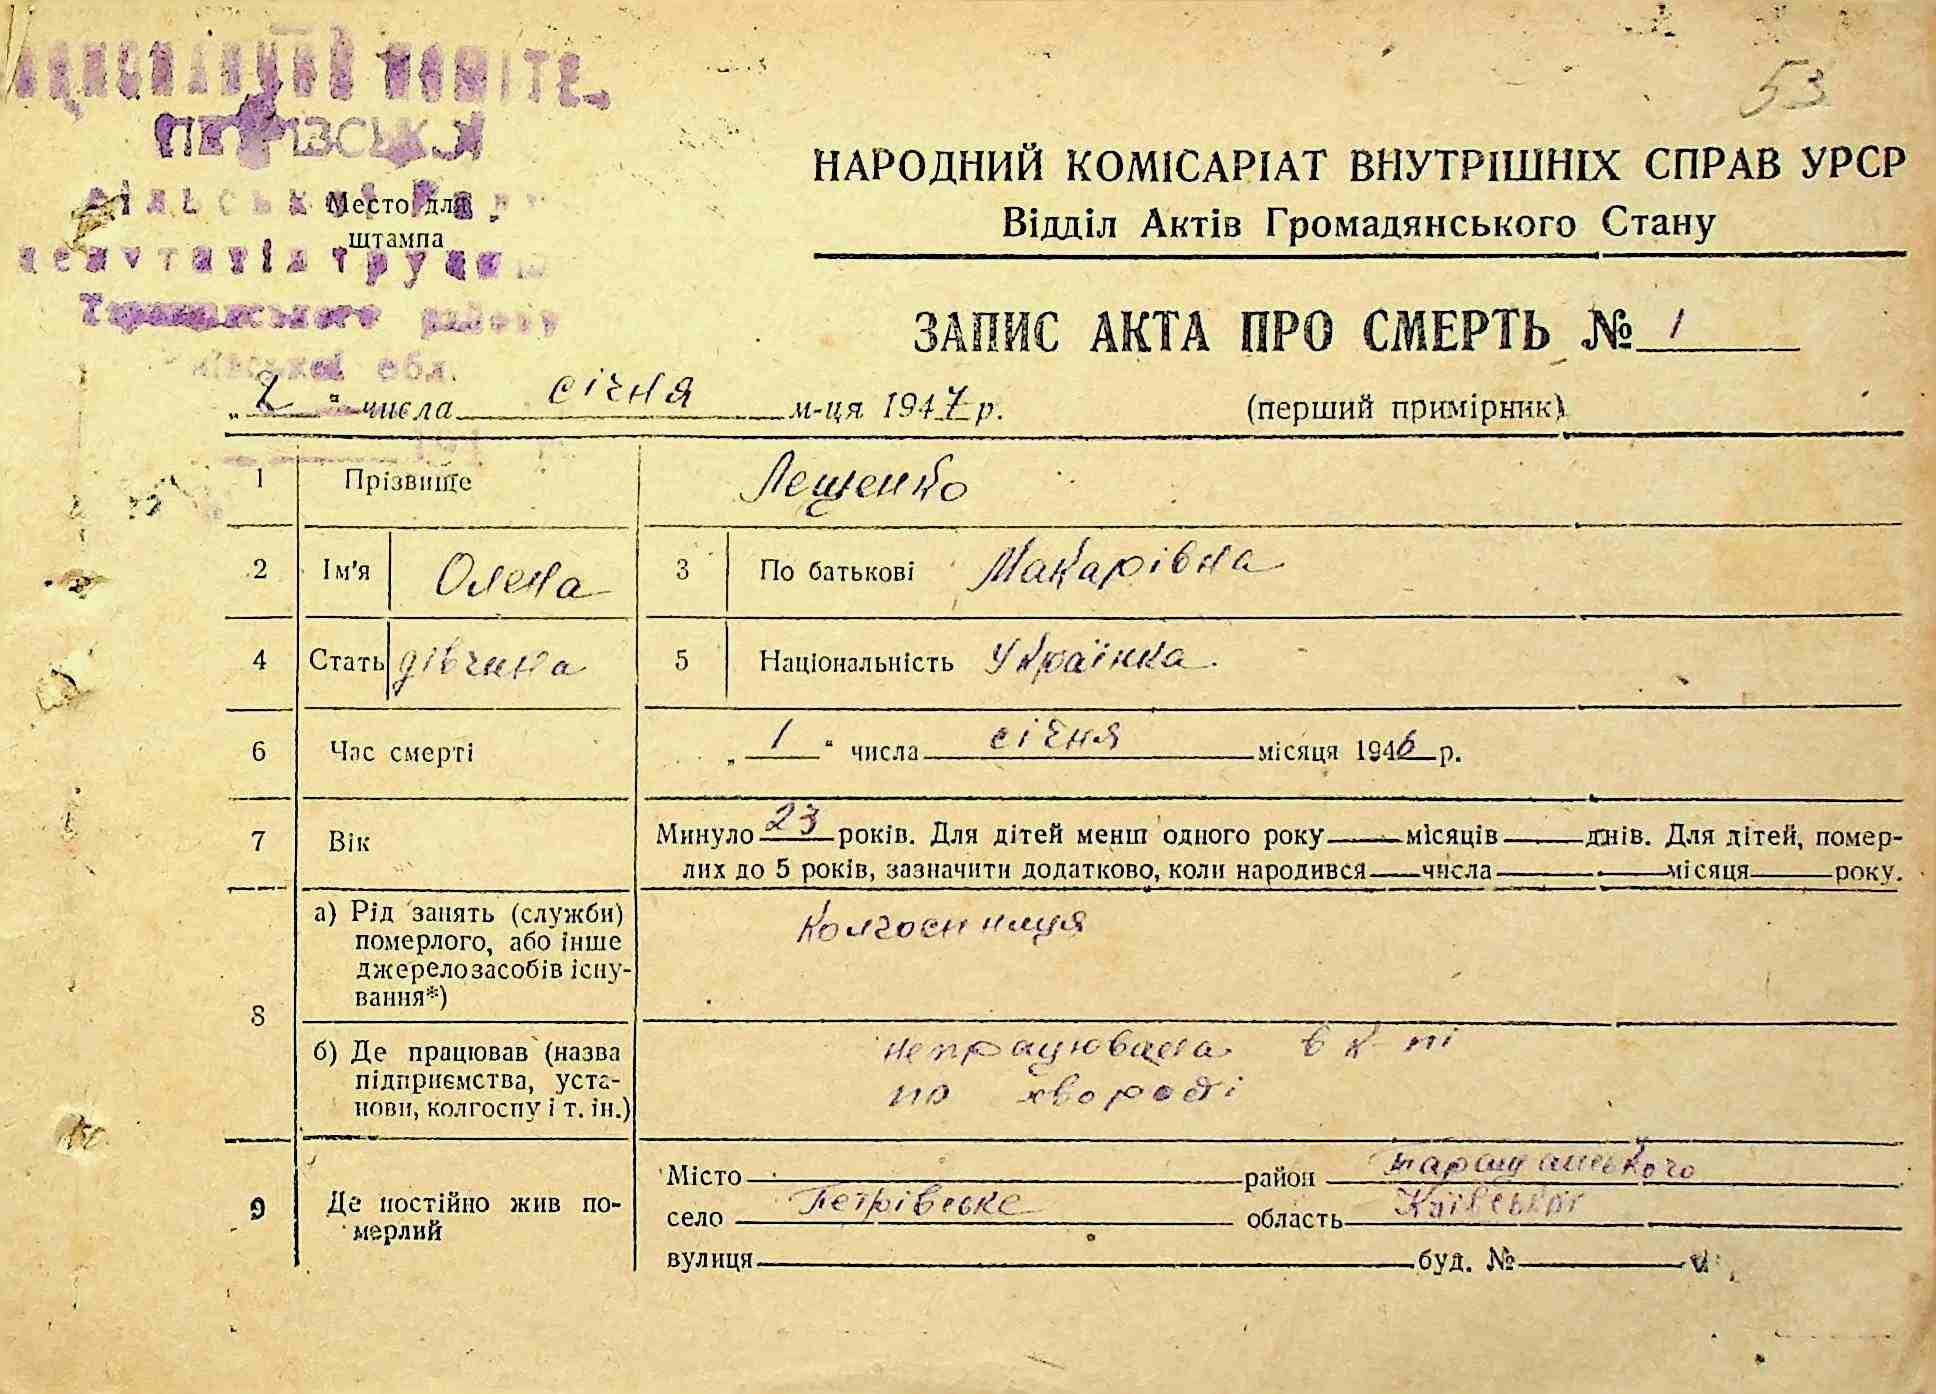 53
ПЕТРІВСЬКА
Место для
штампа
Таращанського району
обл.
НАРОДНИЙ КОМІСАРІАТ ВНУТРІШНІХ СПРАВ УРСР
Відділ Актів Громадянського Стану
ЗАПИС АКТА ПРО СМЕРТЬ № 1
„2“ числа січня м-ця 1947 р. (перший примірник)
1 Прізвище Лещенко
2 Ім'я Олена 3 По батькові Макарівна
4 Стать дівчина 5 Національність Українка
6 Час смерті „1“ числа січня місяця 1946 р.
7 Вік Минуло 23 років. Для дітей менш одного року місяців днів. Для дітей, помер-
лих до 5 років, зазначити додатково, коли народився числа місяця року.
8 а) Рід занять (служби)
померлого, або інше
джерело засобів існу-
вання*)
Колгоспниця
б) Де працював (назва
підприємства, уста-
нови, колгоспу і т. ін.)
непрацювала в к-пі
по хворобі
9 Де постійно жив по-
мерлий
Місто район Таращанського
село Петрівське область Київської
вулиця буд. №